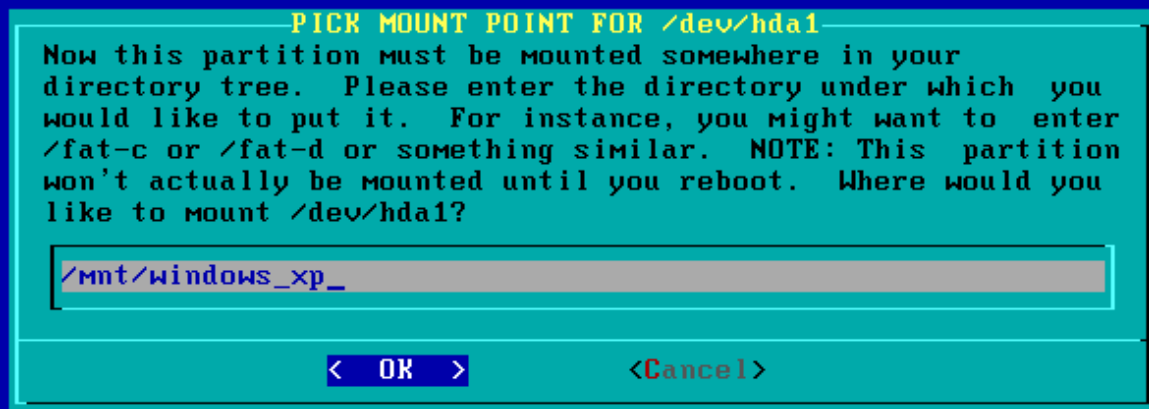 PICK MOUNT POINT FOR /dev/hda1
Now this partition must be mounted somewhere in your
directory tree.  Please enter the directory under which  you
would like to put it.  For instance, you might want to  enter
/fat-c or /fat-d or something similar.  NOTE: This  partition
won't actually be mounted until you reboot.  Where would you
like to mount /dev/hda1?
/mnt/windows_xp_
<  OK  > <Cancel>